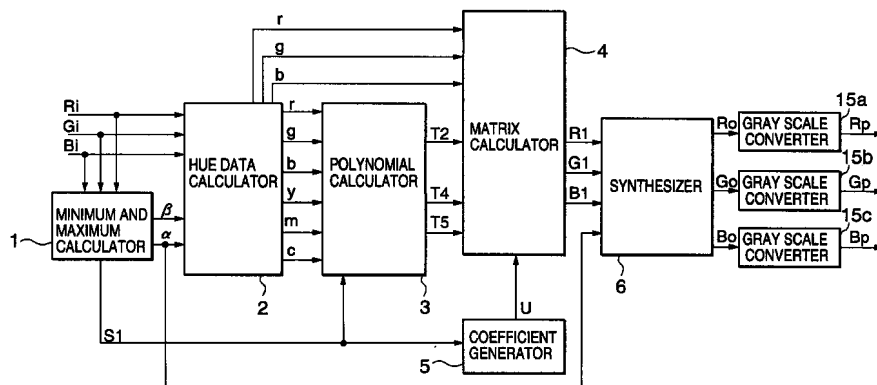 r
g
b
4
Ri
Gi
Bi
r
g
b
y
m
c
HUE DATA
CALCULATOR
2
POLYNOMIAL
CALCULATOR
3
T2
T4
T5
MATRIX
CALCULATOR
R1
G1
B1
SYNTHESIZER
6
Ro
Go
Bo
15a
GRAY SCALE
CONVERTER
Rp
15b
GRAY SCALE
CONVERTER
Gp
15c
GRAY SCALE
CONVERTER
Bp
MINIMUM AND
MAXIMUM
CALCULATOR
1
β
α
S1
U
COEFFICIENT
GENERATOR
5